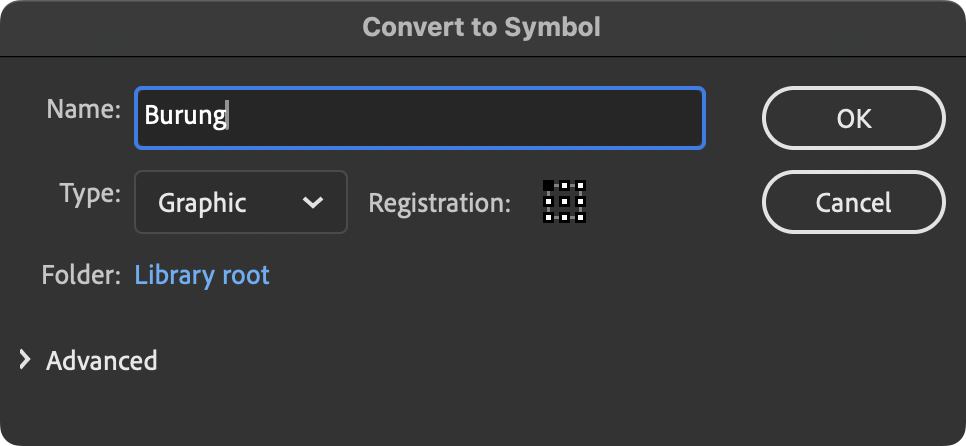 Convert to Symbol
Name: Burung
OK
Type: Graphic Registration:
Cancel
Folder: Library root
Advanced